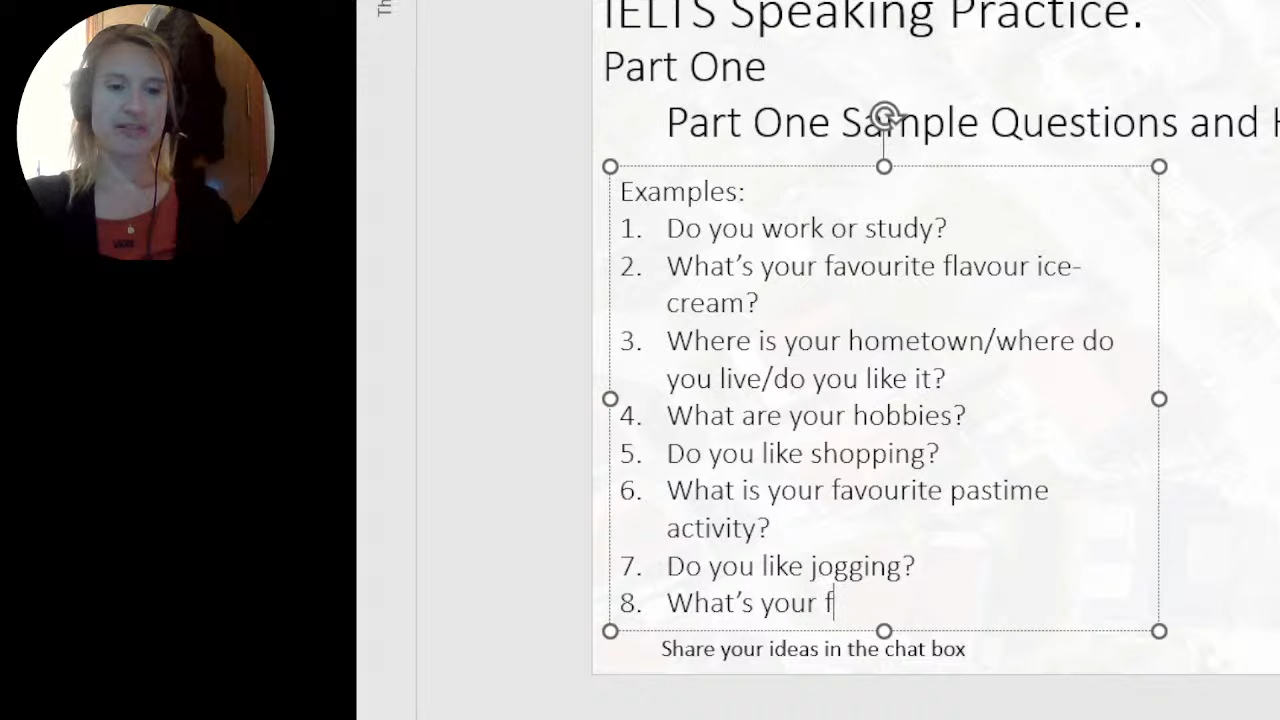 Th
IELTS Speaking Practice.
Part One
Part One Sample Questions and H
Examples:
1. Do you work or study?
2. What's your favourite flavour ice-
cream?
3. Where is your hometown/where do
you live/do you like it?
4. What are your hobbies?
5. Do you like shopping?
6. What is your favourite pastime
activity?
7. Do you like jogging?
8. What's your f
Share your ideas in the chat box